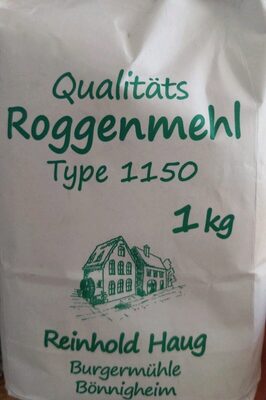 Qualitäts
Roggenmehl
Type 1150
1 kg
Reinhold Haug
Burgermühle
Bönnigheim